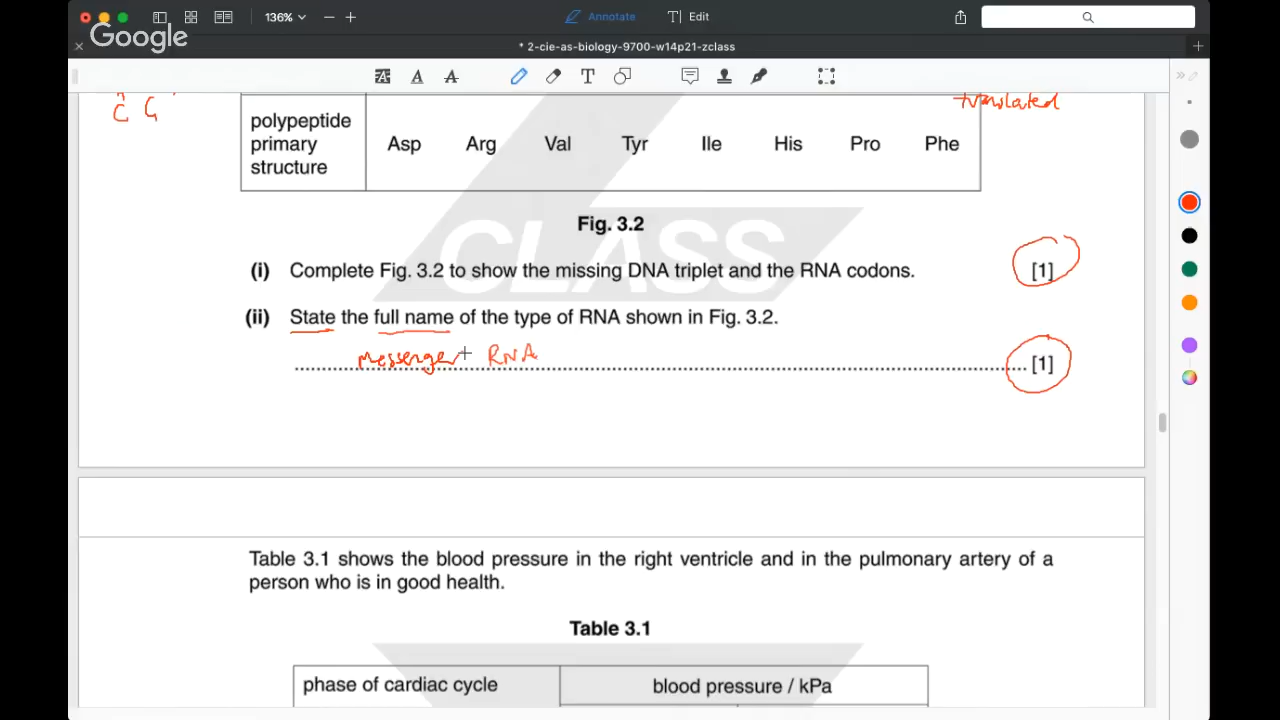 136%
Annotate
T Edit
Google
* 2-cie-as-biology-9700-w14p21-zclass
C G
translated
polypeptide
primary
structure
Asp Arg Val Tyr Ile His Pro Phe
CLASS
Fig. 3.2
(i) Complete Fig. 3.2 to show the missing DNA triplet and the RNA codons. [1]
(ii) State the full name of the type of RNA shown in Fig. 3.2.
messenger RNA [1]
Table 3.1 shows the blood pressure in the right ventricle and in the pulmonary artery of a
person who is in good health.
Table 3.1
phase of cardiac cycle
blood pressure / kPa